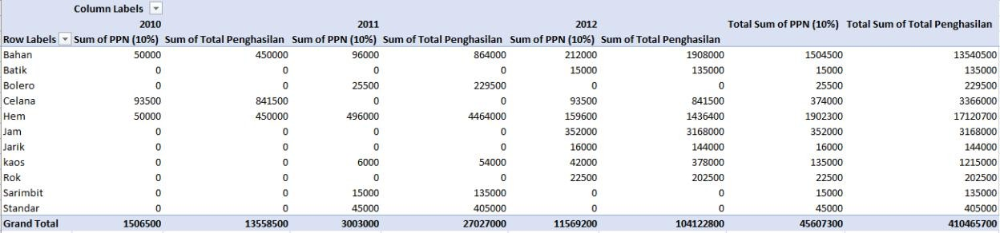 Column Labels
2010 2011 2012 Total Sum of PPN (10%) Total Sum of Total Penghasilan
Row Labels Sum of PPN (10%) Sum of Total Penghasilan Sum of PPN (10%) Sum of Total Penghasilan Sum of PPN (10%) Sum of Total Penghasilan
Bahan 50000 450000 96000 864000 212000 1908000 1504500 13540500
Batik 0 0 0 0 15000 135000 15000 135000
Bolero 0 0 25500 229500 0 0 25500 229500
Celana 93500 841500 0 0 93500 841500 374000 3366000
Hem 50000 450000 496000 4464000 159600 1436400 1902300 17120700
Jam 0 0 0 0 352000 3168000 352000 3168000
Jarik 0 0 0 0 16000 144000 16000 144000
kaos 0 0 6000 54000 42000 378000 135000 1215000
Rok 0 0 0 0 22500 202500 22500 202500
Sarimbit 0 0 15000 135000 0 0 15000 135000
Standar 0 0 45000 405000 0 0 45000 405000
Grand Total 1506500 13558500 3003000 27027000 11569200 104122800 45607300 410465700